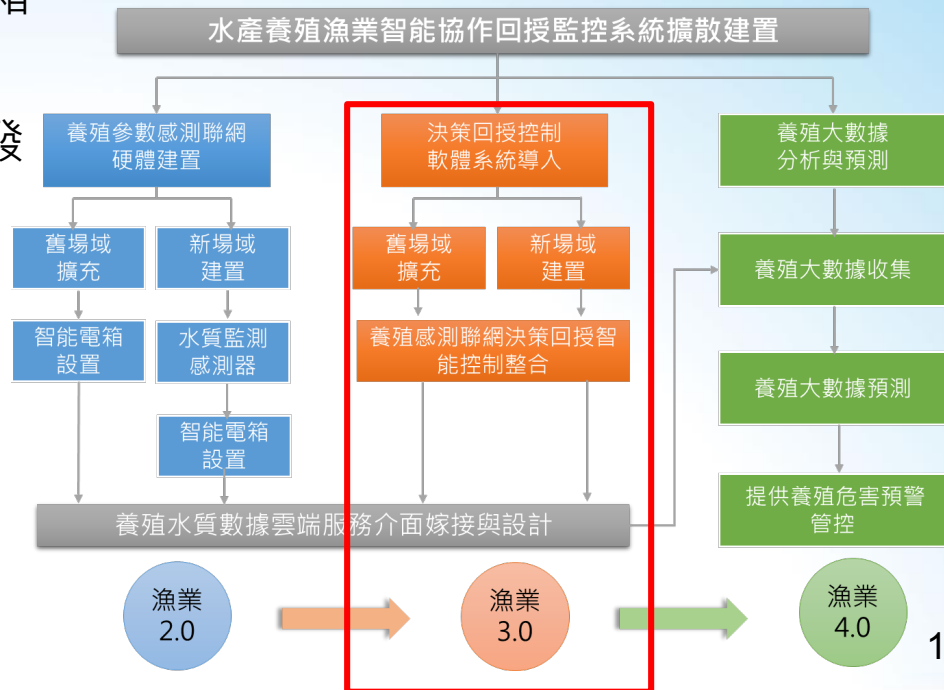 水產養殖漁業智能協作回授監控系統擴散建置
發
養殖參數感測聯網
硬體建置
決策回授控制
軟體系統導入
養殖大數據
分析與預測
舊場域
擴充
新場域
建置
舊場域
擴充
新場域
建置
養殖大數據收集
智能電箱
設置
水質監測
感測器
養殖感測聯網決策回授智
能控制整合
養殖大數據預測
智能電箱
設置
養殖水質數據雲端服務介面嫁接與設計
提供養殖危害預警
管控
漁業
2.0
漁業
3.0
漁業
4.0
1